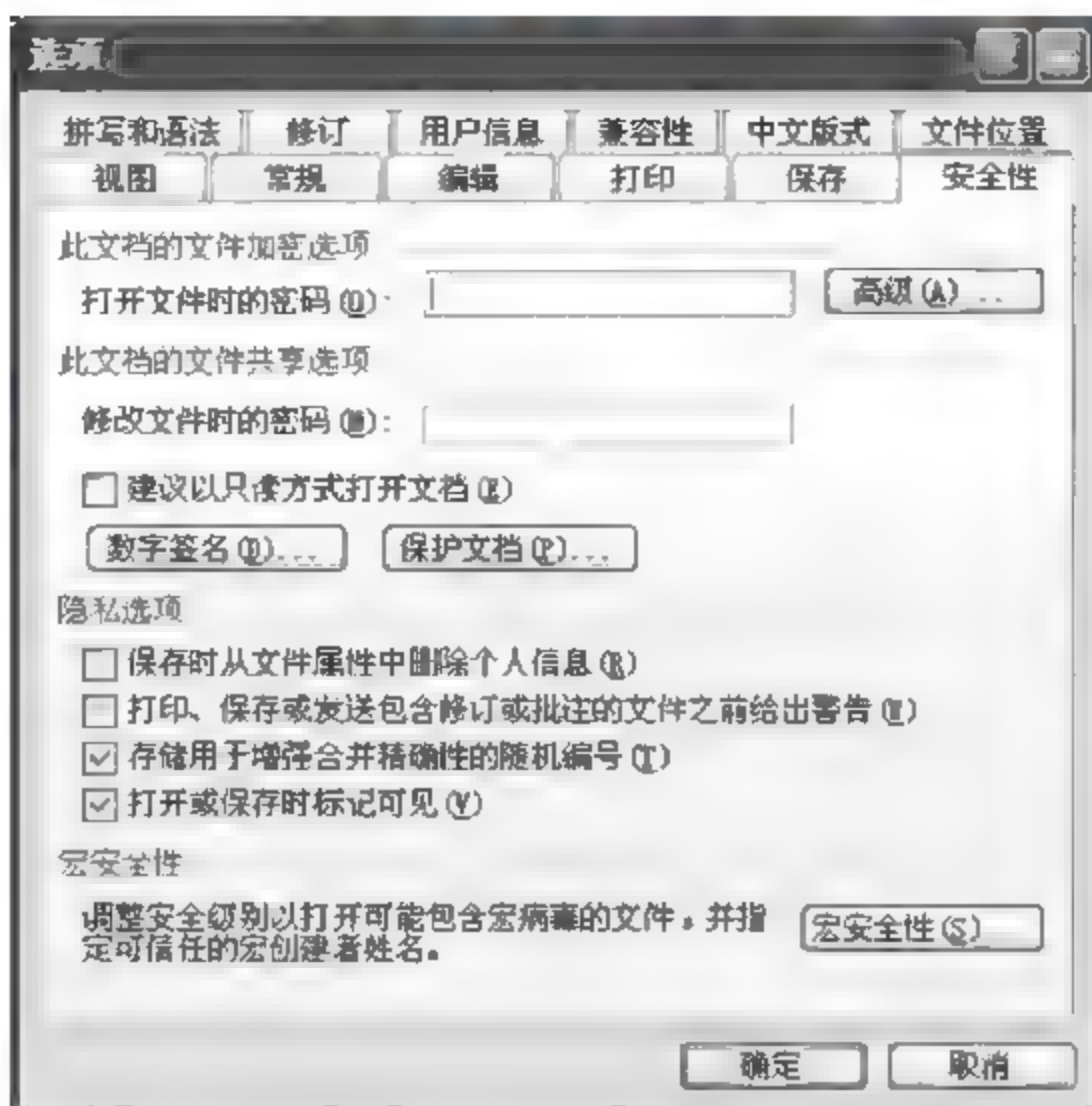 选项
拼写和语法 修订 用户信息 兼容性 中文版式 文件位置
视图 常规 编辑 打印 保存 安全性
此文档的文件加密选项
打开文件时的密码(O): 高级(A)...
此文档的文件共享选项
修改文件时的密码(M):
建议以只读方式打开文档(E)
数字签名(D)... 保护文档(P)...
隐私选项
保存时从文件属性中删除个人信息(R)
打印、保存或发送包含修订或批注的文件之前给出警告(W)
存储用于增强合并精确性的随机编号(T)
打开或保存时标记可见(V)
宏安全性
调整安全级别以打开可能包含宏病毒的文件，并指
定可信任的宏创建者姓名。 宏安全性(S)
确定 取消